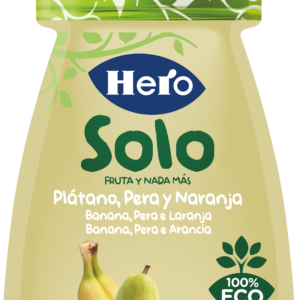 Hero
Solo
FRUTA Y NADA MÁS
Plátano, Pera y Naranja
Banana, Pera e Laranja
Banana, Pera e Arancia
100%
ECO